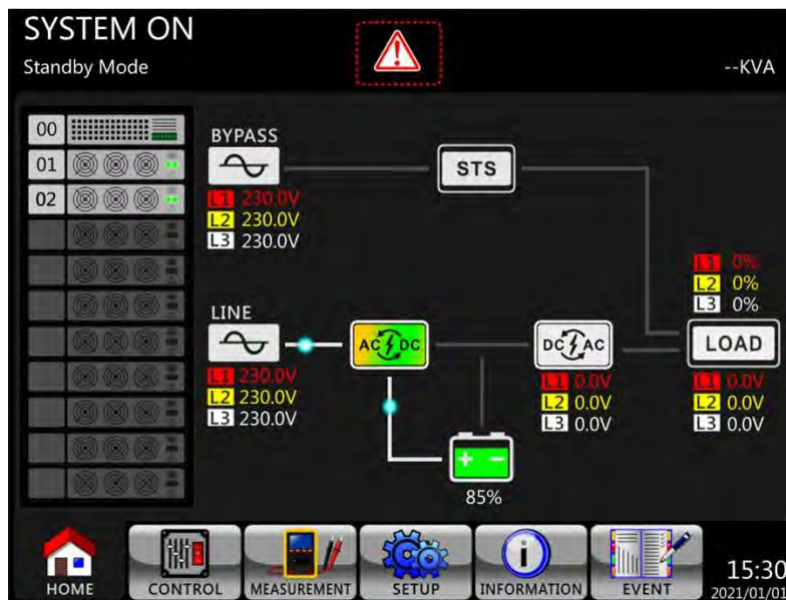 SYSTEM ON
Standby Mode
--KVA
00
01
02
BYPASS
L1 230.0V
L2 230.0V
L3 230.0V
STS
L1 0%
L2 0%
L3 0%
LINE
L1 230.0V
L2 230.0V
L3 230.0V
AC DC
DC AC
L1 0.0V
L2 0.0V
L3 0.0V
LOAD
L1 0.0V
L2 0.0V
L3 0.0V
+ -
85%
HOME
CONTROL
MEASUREMENT
SETUP
INFORMATION
EVENT
15:30
2021/01/01